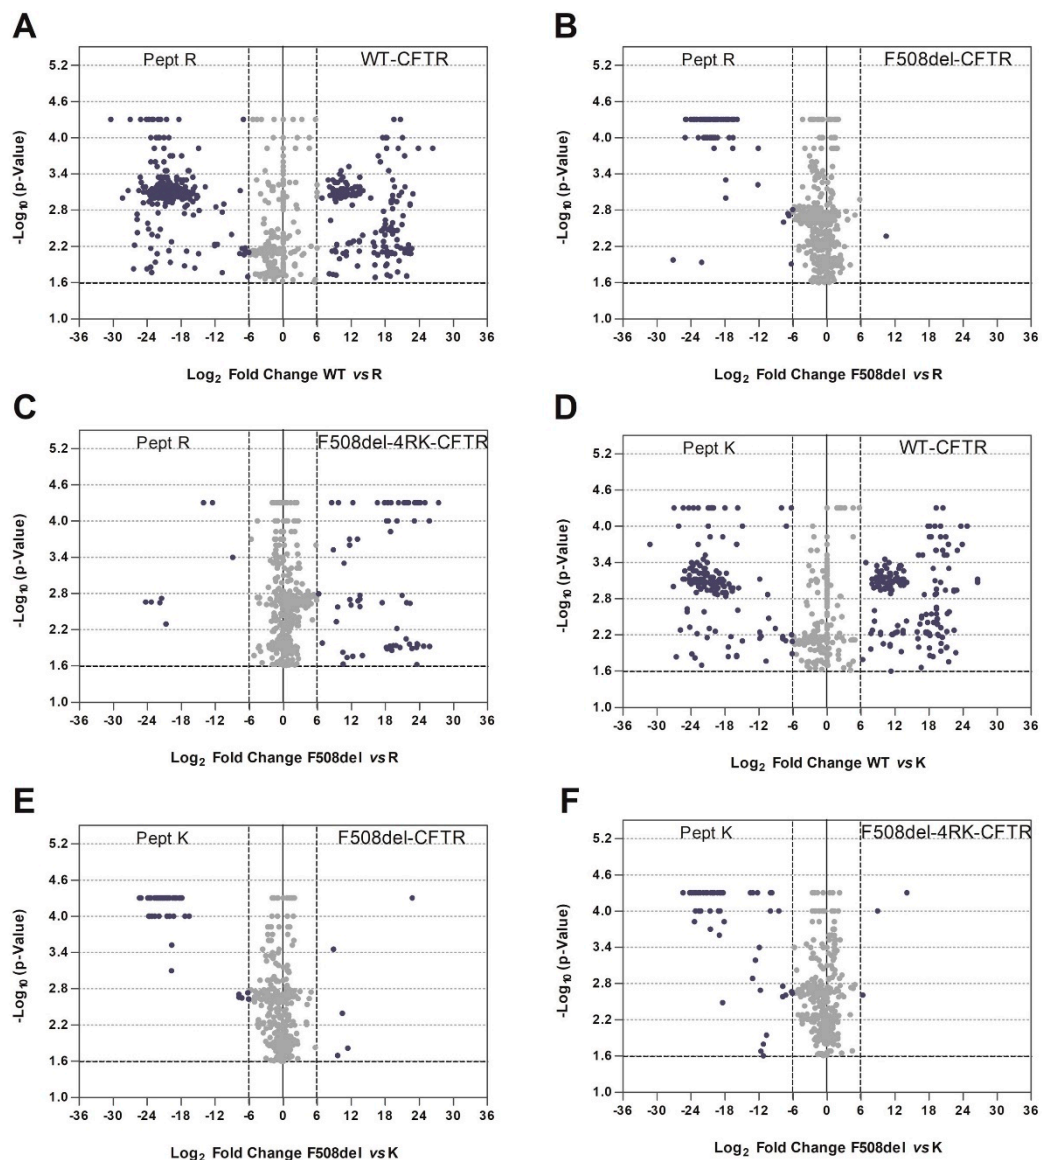 A
Pept R
WT-CFTR
5.2
4.6
4.0
3.4
2.8
2.2
1.6
1.0
-Log10 (p-Value)
-36 -30 -24 -18 -12 -6 0 6 12 18 24 30 36
Log2 Fold Change WT vs R
B
Pept R
F508del-CFTR
5.2
4.6
4.0
3.4
2.8
2.2
1.6
1.0
-Log10 (p-Value)
-36 -30 -24 -18 -12 -6 0 6 12 18 24 30 36
Log2 Fold Change F508del vs R
C
Pept R
F508del-4RK-CFTR
5.2
4.6
4.0
3.4
2.8
2.2
1.6
1.0
-Log10 (p-Value)
-36 -30 -24 -18 -12 -6 0 6 12 18 24 30 36
Log2 Fold Change F508del vs R
D
Pept K
WT-CFTR
5.2
4.6
4.0
3.4
2.8
2.2
1.6
1.0
-Log10 (p-Value)
-36 -30 -24 -18 -12 -6 0 6 12 18 24 30 36
Log2 Fold Change WT vs K
E
Pept K
F508del-CFTR
5.2
4.6
4.0
3.4
2.8
2.2
1.6
1.0
-Log10 (p-Value)
-36 -30 -24 -18 -12 -6 0 6 12 18 24 30 36
Log2 Fold Change F508del vs K
F
Pept K
F508del-4RK-CFTR
5.2
4.6
4.0
3.4
2.8
2.2
1.6
1.0
-Log10 (p-Value)
-36 -30 -24 -18 -12 -6 0 6 12 18 24 30 36
Log2 Fold Change F508del vs K